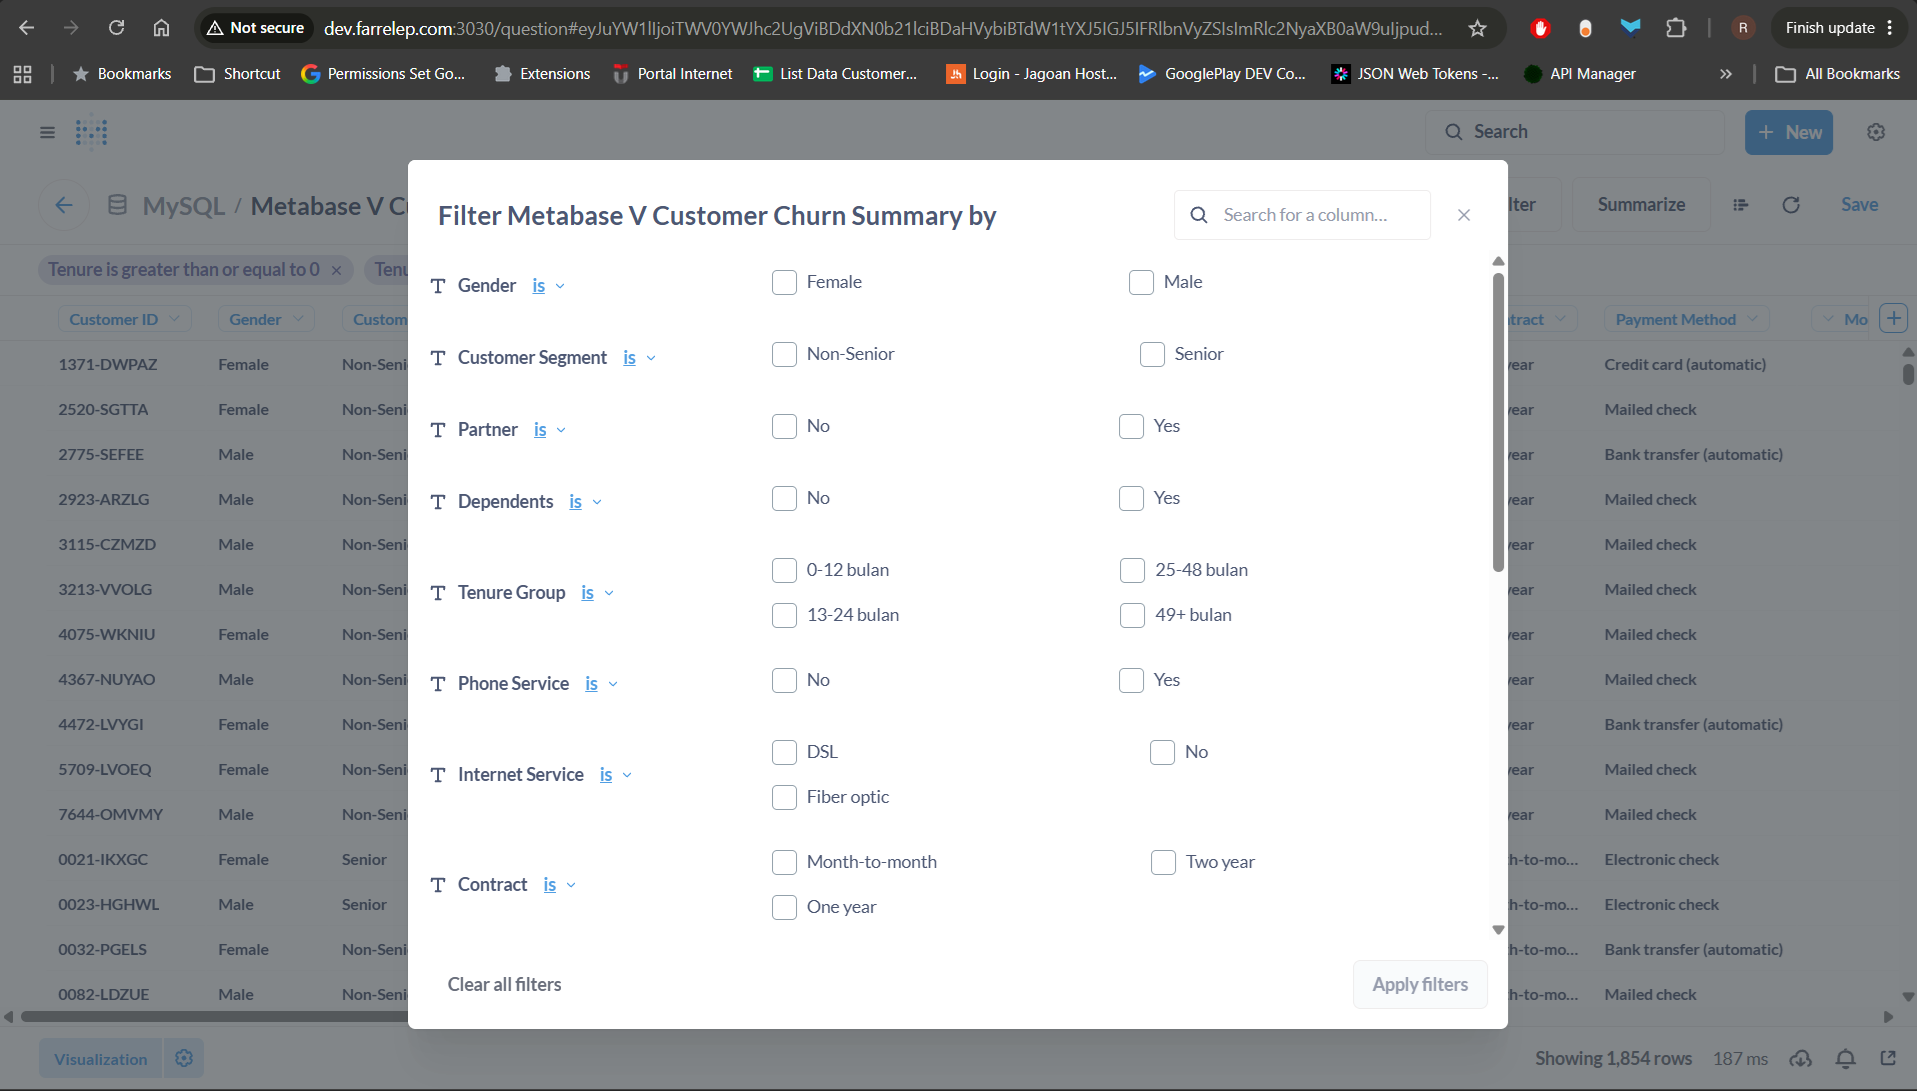 Not secure
dev.farrelep.com:3030/question#eyJuYW1lIjoiTWV0YWJhc2UgViBDdXN0b21lciBDaHVybiBTdW1tYXJ5IGJ5IFRlbnVyZSIsImRlc2NyaXB0aW9uIjpud...
R
Finish update
Bookmarks
Shortcut
Permissions Set Go...
Extensions
Portal Internet
List Data Customer...
Login - Jagoan Host...
GooglePlay DEV Co...
JSON Web Tokens -...
API Manager
All Bookmarks
Search
+ New
MySQL / Metabase V Cu
lter
Summarize
Save
Tenure is greater than or equal to 0
Tenu
Customer ID
Gender
Custom
tract
Payment Method
Mo
1371-DWPAZ Female Non-Seni year Credit card (automatic)
2520-SGTTA Female Non-Seni year Mailed check
2775-SEFEE Male Non-Seni year Bank transfer (automatic)
2923-ARZLG Male Non-Seni year Mailed check
3115-CZMZD Male Non-Seni year Mailed check
3213-VVOLG Male Non-Seni year Mailed check
4075-WKNIU Female Non-Seni year Mailed check
4367-NUYAO Male Non-Seni year Mailed check
4472-LVYGI Female Non-Seni year Bank transfer (automatic)
5709-LVOEQ Female Non-Seni year Mailed check
7644-OMVMY Male Non-Seni year Mailed check
0021-IKXGC Female Senior h-to-mo... Electronic check
0023-HGHWL Male Senior h-to-mo... Electronic check
0032-PGELS Female Non-Seni h-to-mo... Bank transfer (automatic)
0082-LDZUE Male Non-Seni h-to-mo... Mailed check
Filter Metabase V Customer Churn Summary by
Search for a column...
Gender is Female Male
Customer Segment is Non-Senior Senior
Partner is No Yes
Dependents is No Yes
Tenure Group is
0-12 bulan 25-48 bulan
13-24 bulan 49+ bulan
Phone Service is No Yes
Internet Service is
DSL No
Fiber optic
Contract is
Month-to-month Two year
One year
Clear all filters
Apply filters
Visualization
Showing 1,854 rows
187 ms